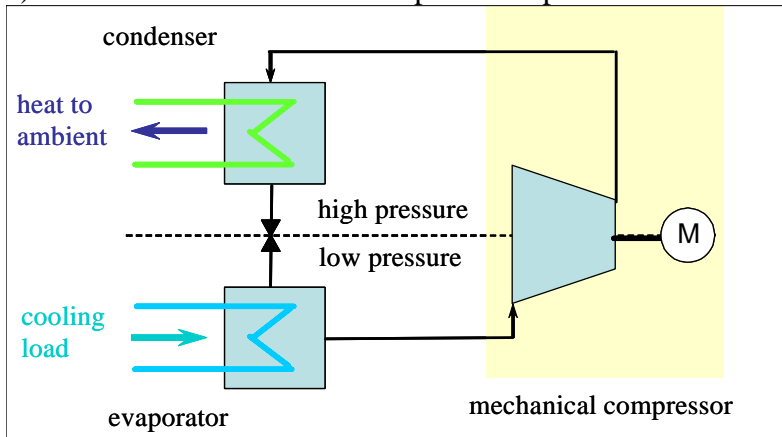 condenser
heat to
ambient
high pressure
low pressure
M
cooling
load
evaporator
mechanical compressor